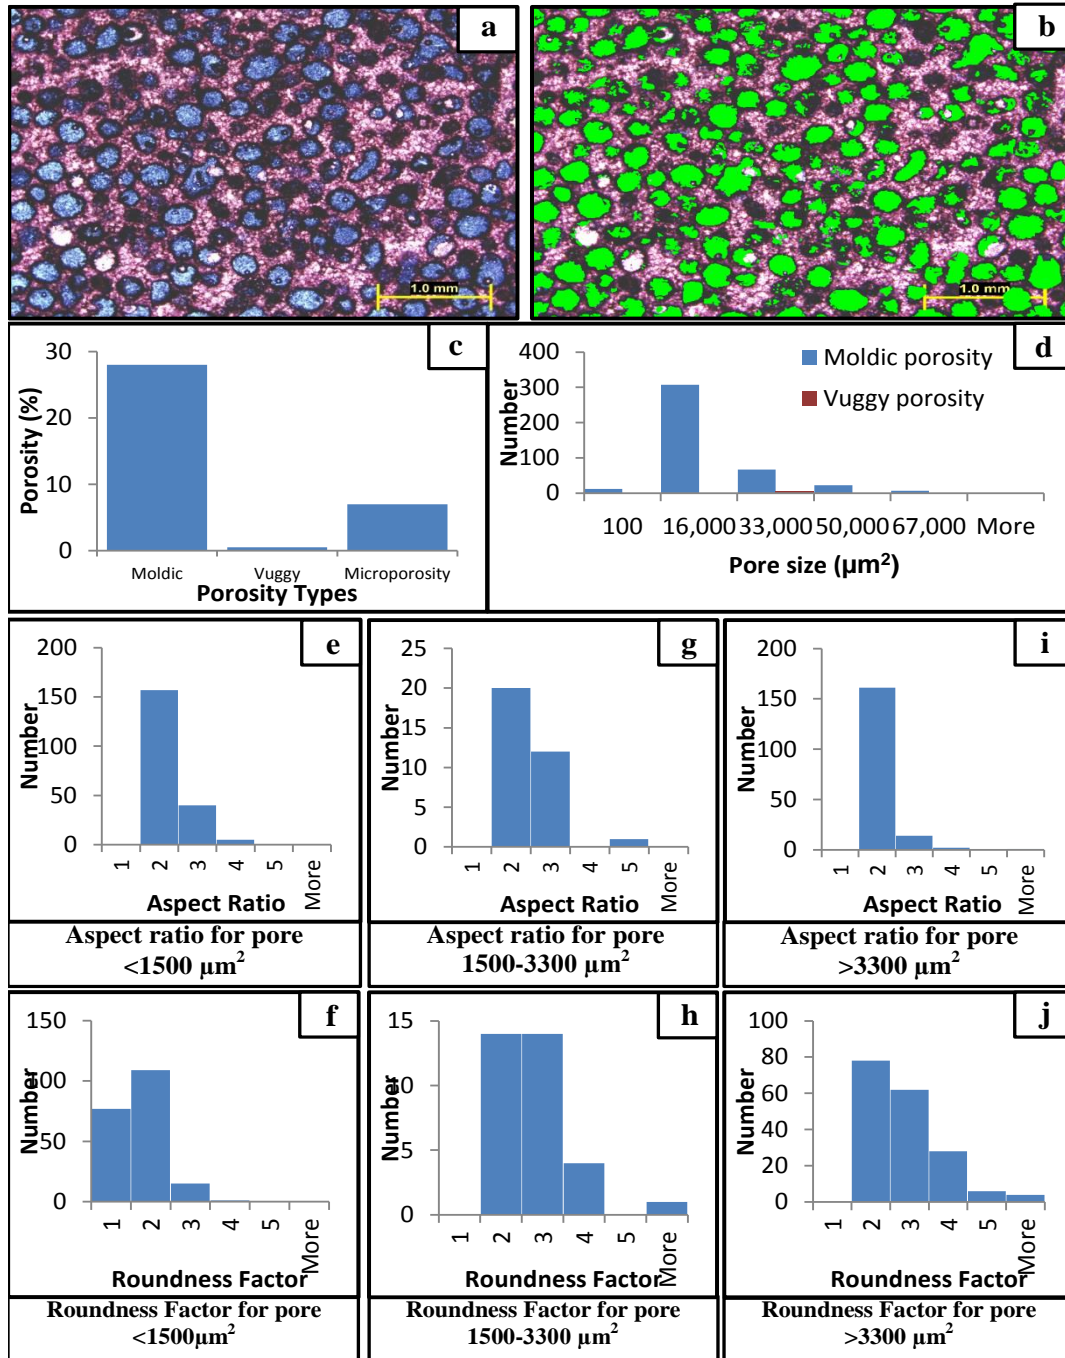 a
1.0 mm
b
1.0 mm
c
30
20
10
0
Porosity (%)
Moldic Vuggy Microporosity
Porosity Types
d
400
300
200
100
0
Number
Moldic porosity
Vuggy porosity
100 16,000 33,000 50,000 67,000 More
Pore size (µm²)
e
200
150
100
50
0
Number
1 2 3 4 5 More
Aspect Ratio
Aspect ratio for pore
<1500 µm²
g
25
20
15
10
5
0
Number
1 2 3 4 5 More
Aspect Ratio
Aspect ratio for pore
1500-3300 µm²
i
200
150
100
50
0
Number
1 2 3 4 5 More
Aspect Ratio
Aspect ratio for pore
>3300 µm²
f
150
100
50
0
Number
1 2 3 4 5 More
Roundness Factor
Roundness Factor for pore
<1500µm²
h
15
10
5
0
Number
1 2 3 4 5 More
Roundness Factor
Roundness Factor for pore
1500-3300 µm²
j
100
80
60
40
20
0
Number
1 2 3 4 5 More
Roundness Factor
Roundness Factor for pore
>3300 µm²